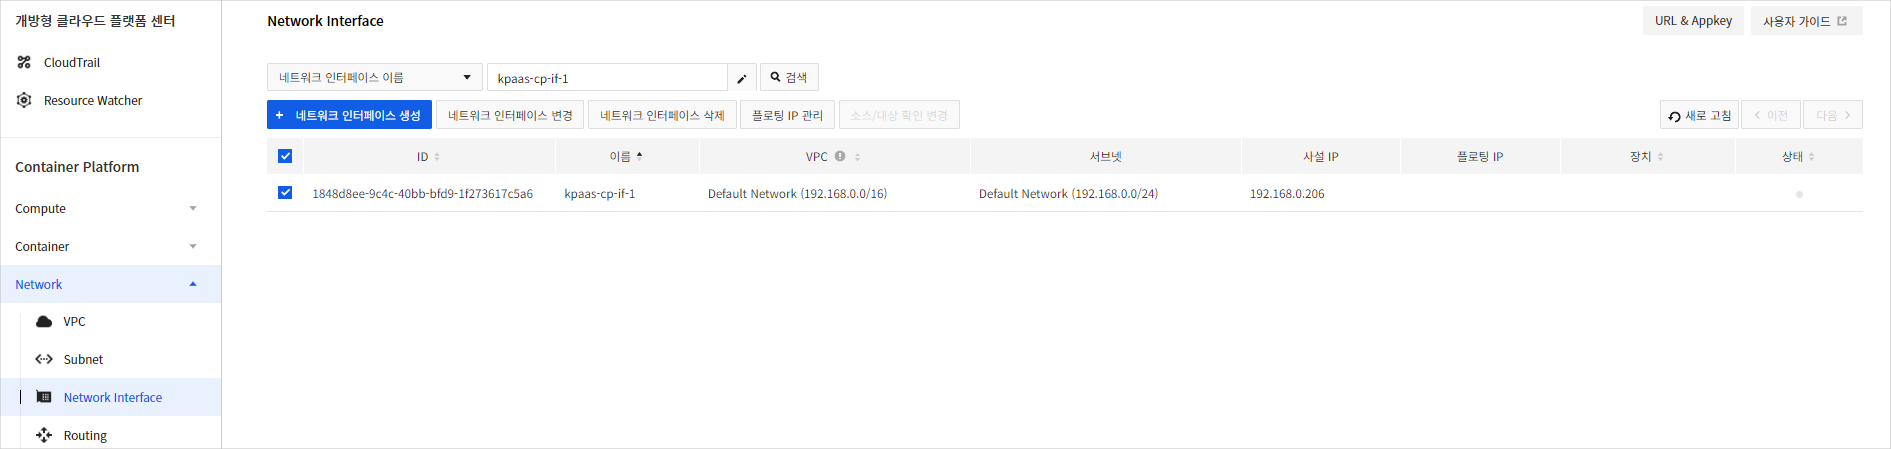 개방형 클라우드 플랫폼 센터
CloudTrail
Resource Watcher
Container Platform
Compute
Container
Network
VPC
Subnet
Network Interface
Routing
Network Interface
URL & Appkey
사용자 가이드
네트워크 인터페이스 이름
kpaas-cp-if-1
검색
+ 네트워크 인터페이스 생성
네트워크 인터페이스 변경
네트워크 인터페이스 삭제
플로팅 IP 관리
소스/대상 확인 변경
새로 고침
이전
다음
ID 이름 VPC 서브넷 사설 IP 플로팅 IP 장치 상태
1848d8ee-9c4c-40bb-bfd9-1f273617c5a6 kpaas-cp-if-1 Default Network (192.168.0.0/16) Default Network (192.168.0.0/24) 192.168.0.206